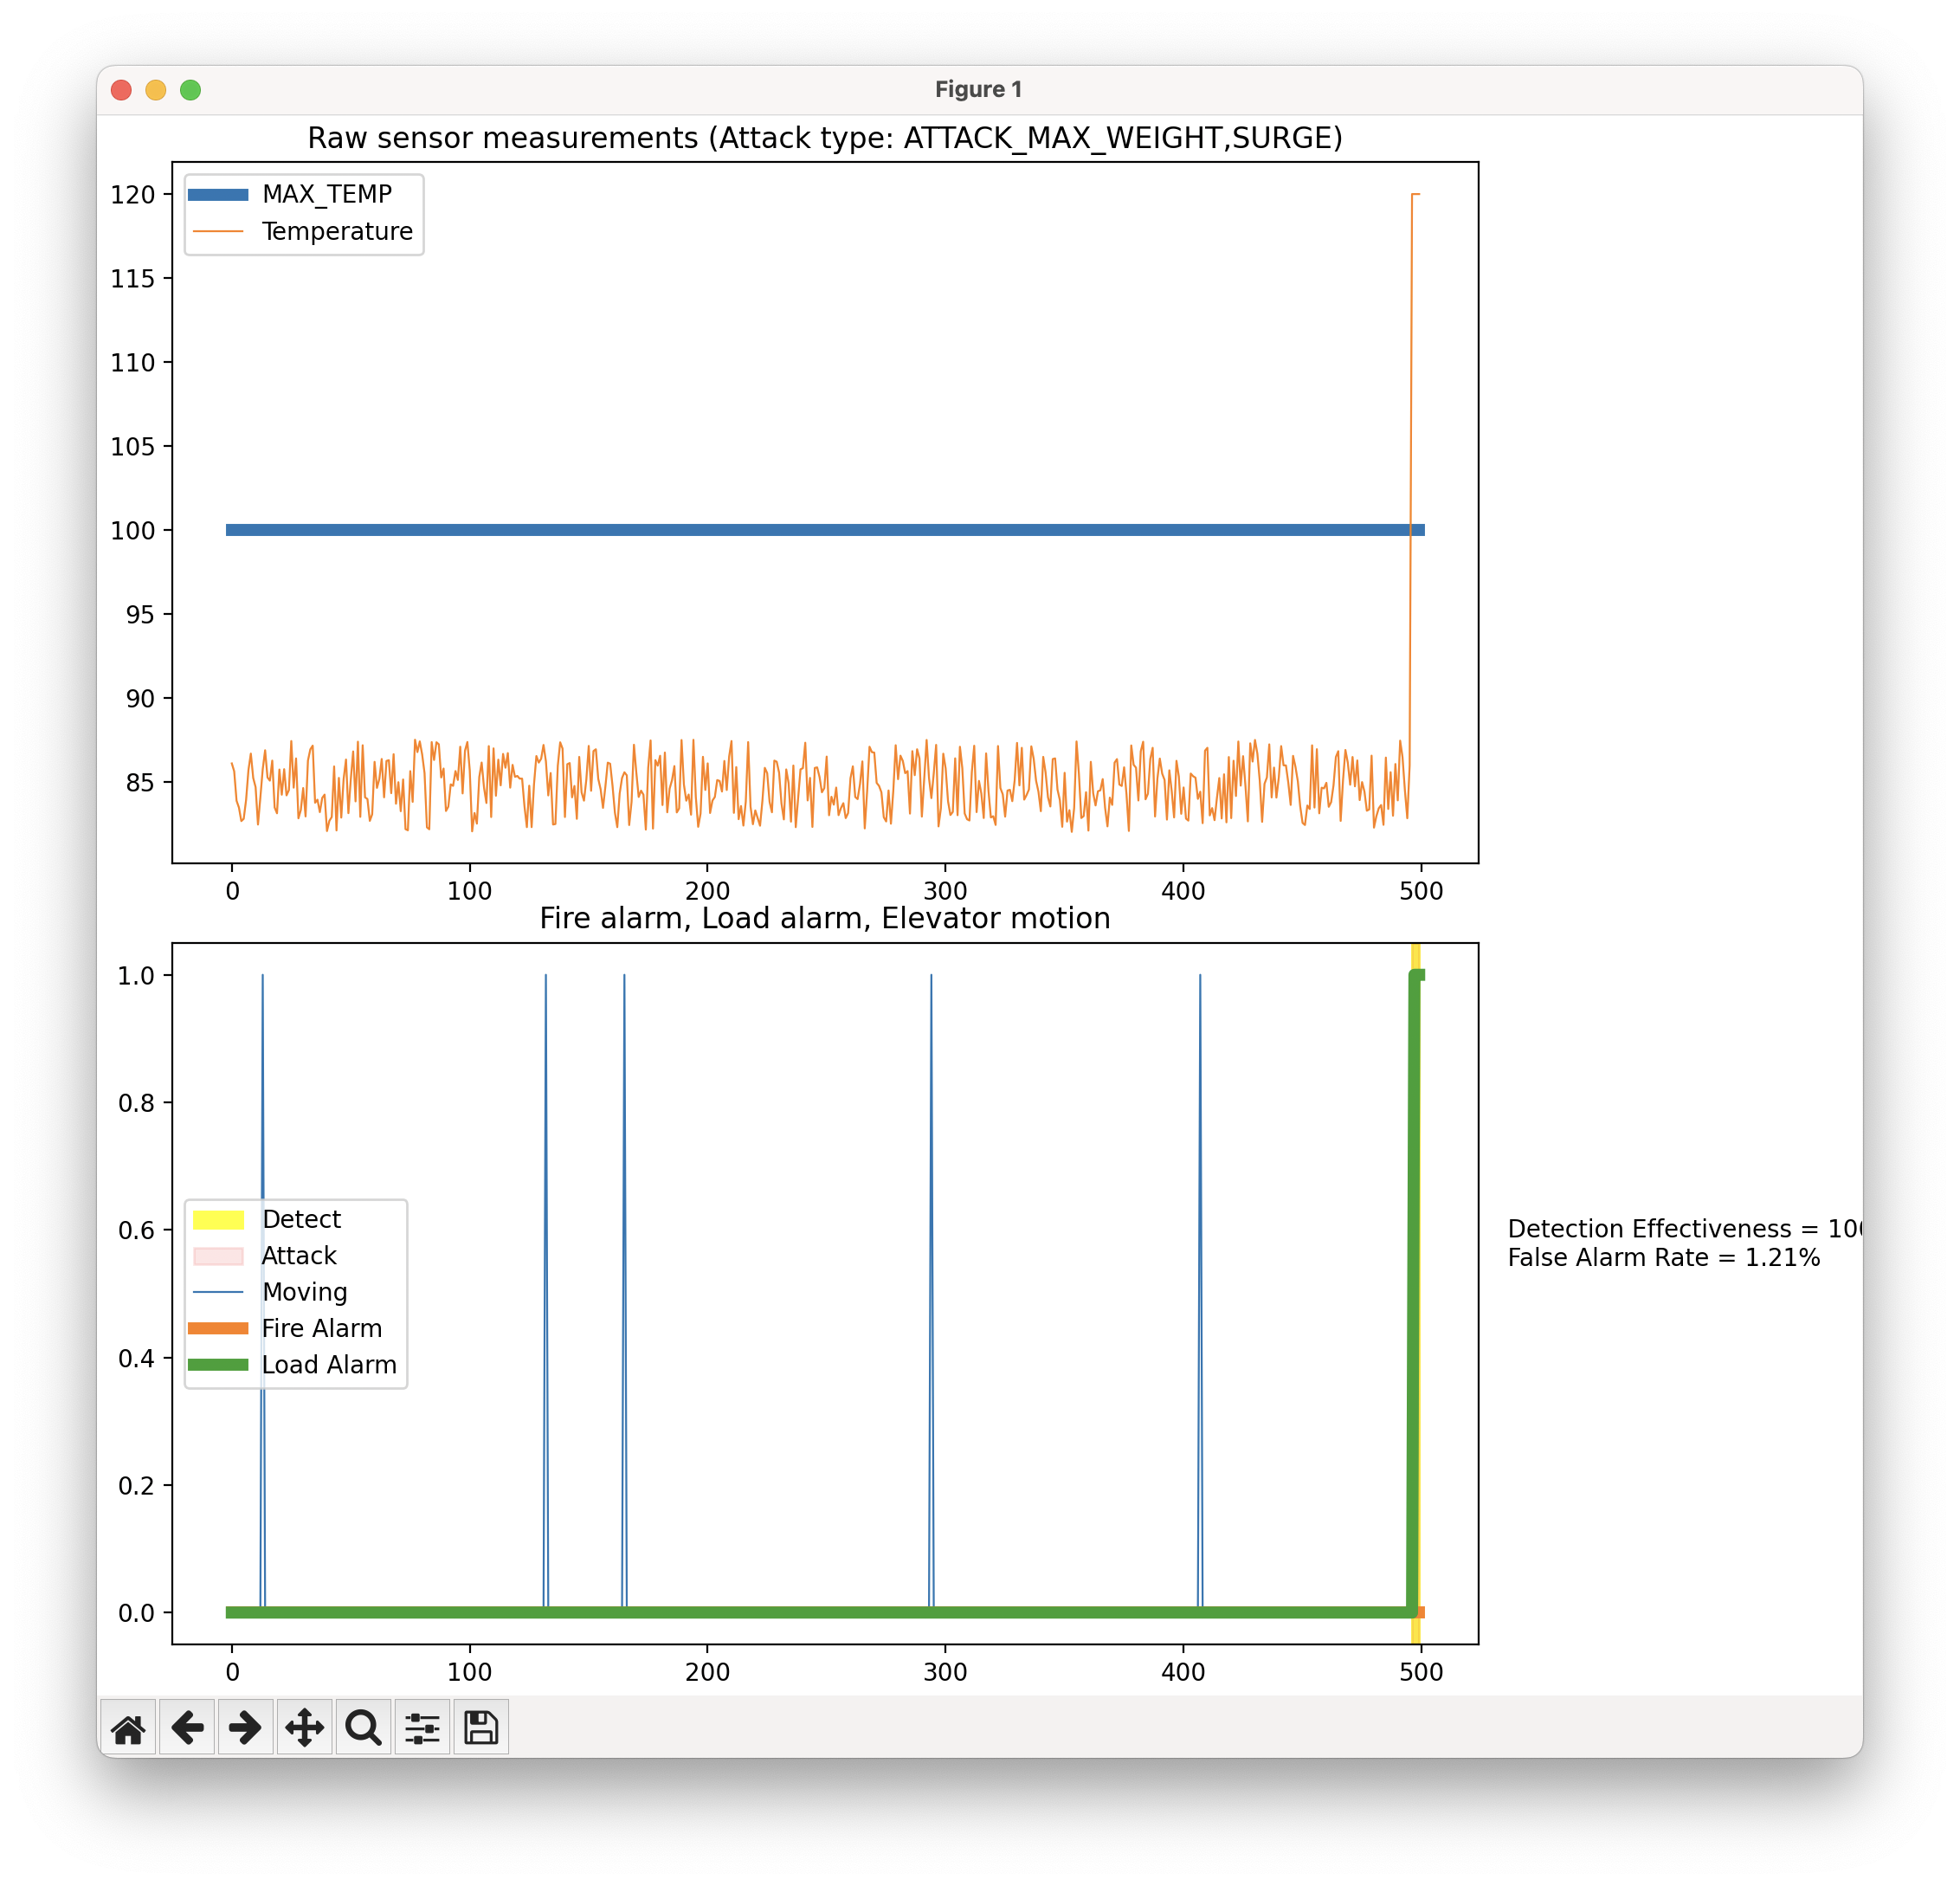 Figure 1
Raw sensor measurements (Attack type: ATTACK_MAX_WEIGHT,SURGE)
MAX_TEMP
Temperature
120
115
110
105
100
95
90
85
0 100 200 300 400 500
Fire alarm, Load alarm, Elevator motion
1.0
0.8
0.6
0.4
0.2
0.0
Detect
Attack
Moving
Fire Alarm
Load Alarm
0 100 200 300 400 500
Detection Effectiveness =
False Alarm Rate = 1.21%